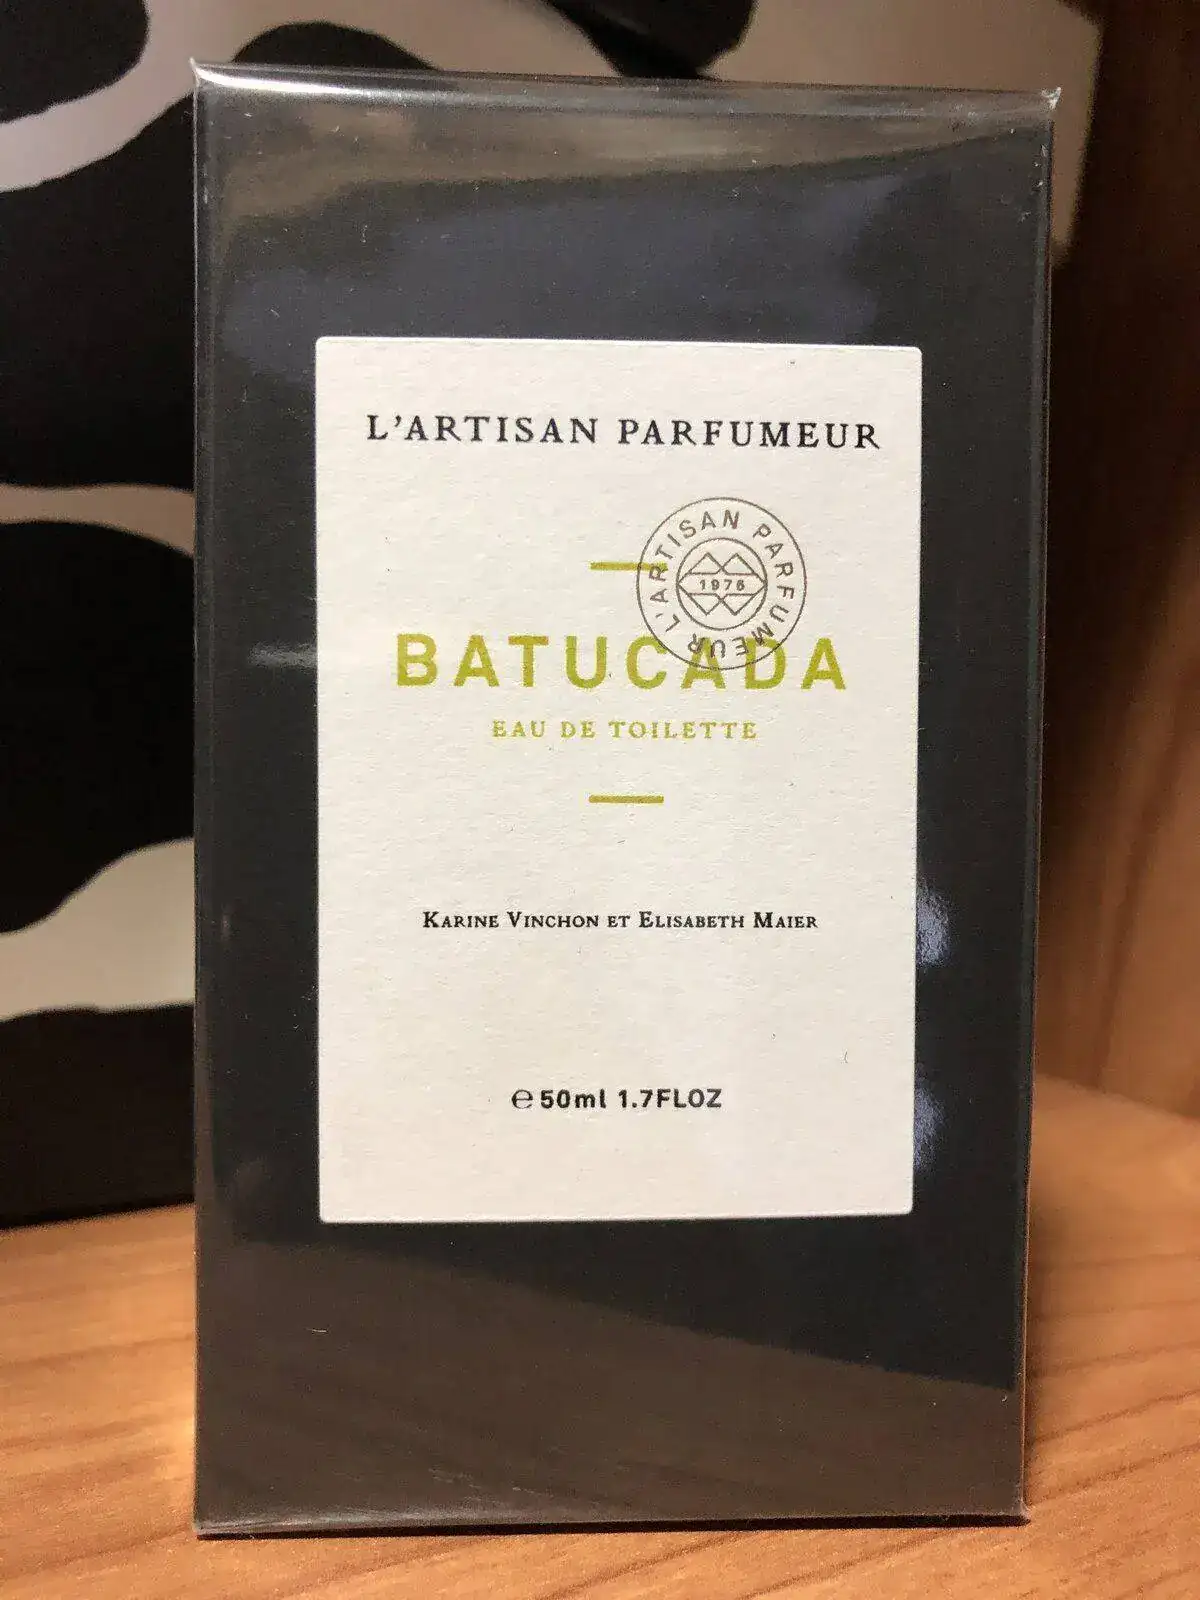 L'ARTISAN PARFUMEUR
L'ARTISAN PARFUMEUR
1976
BATUCADA
EAU DE TOILETTE
KARINE VINCHON ET ELISABETH MAIER
℮50ml 1.7FLOZ